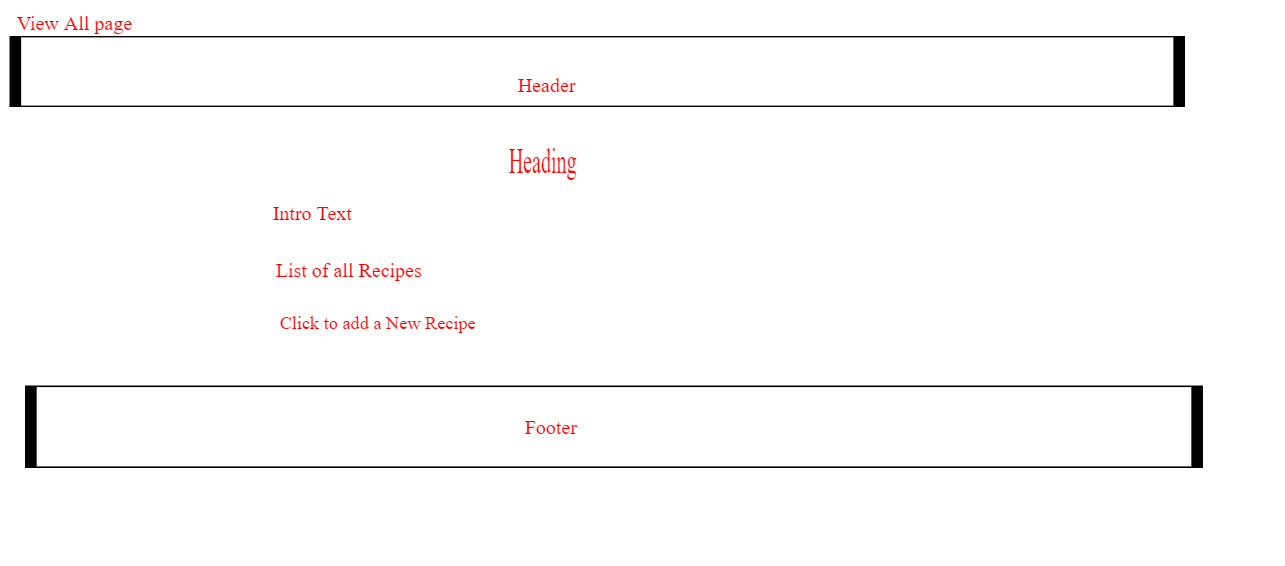 View All page
Header
Heading
Intro Text
List of all Recipes
Click to add a New Recipe
Footer